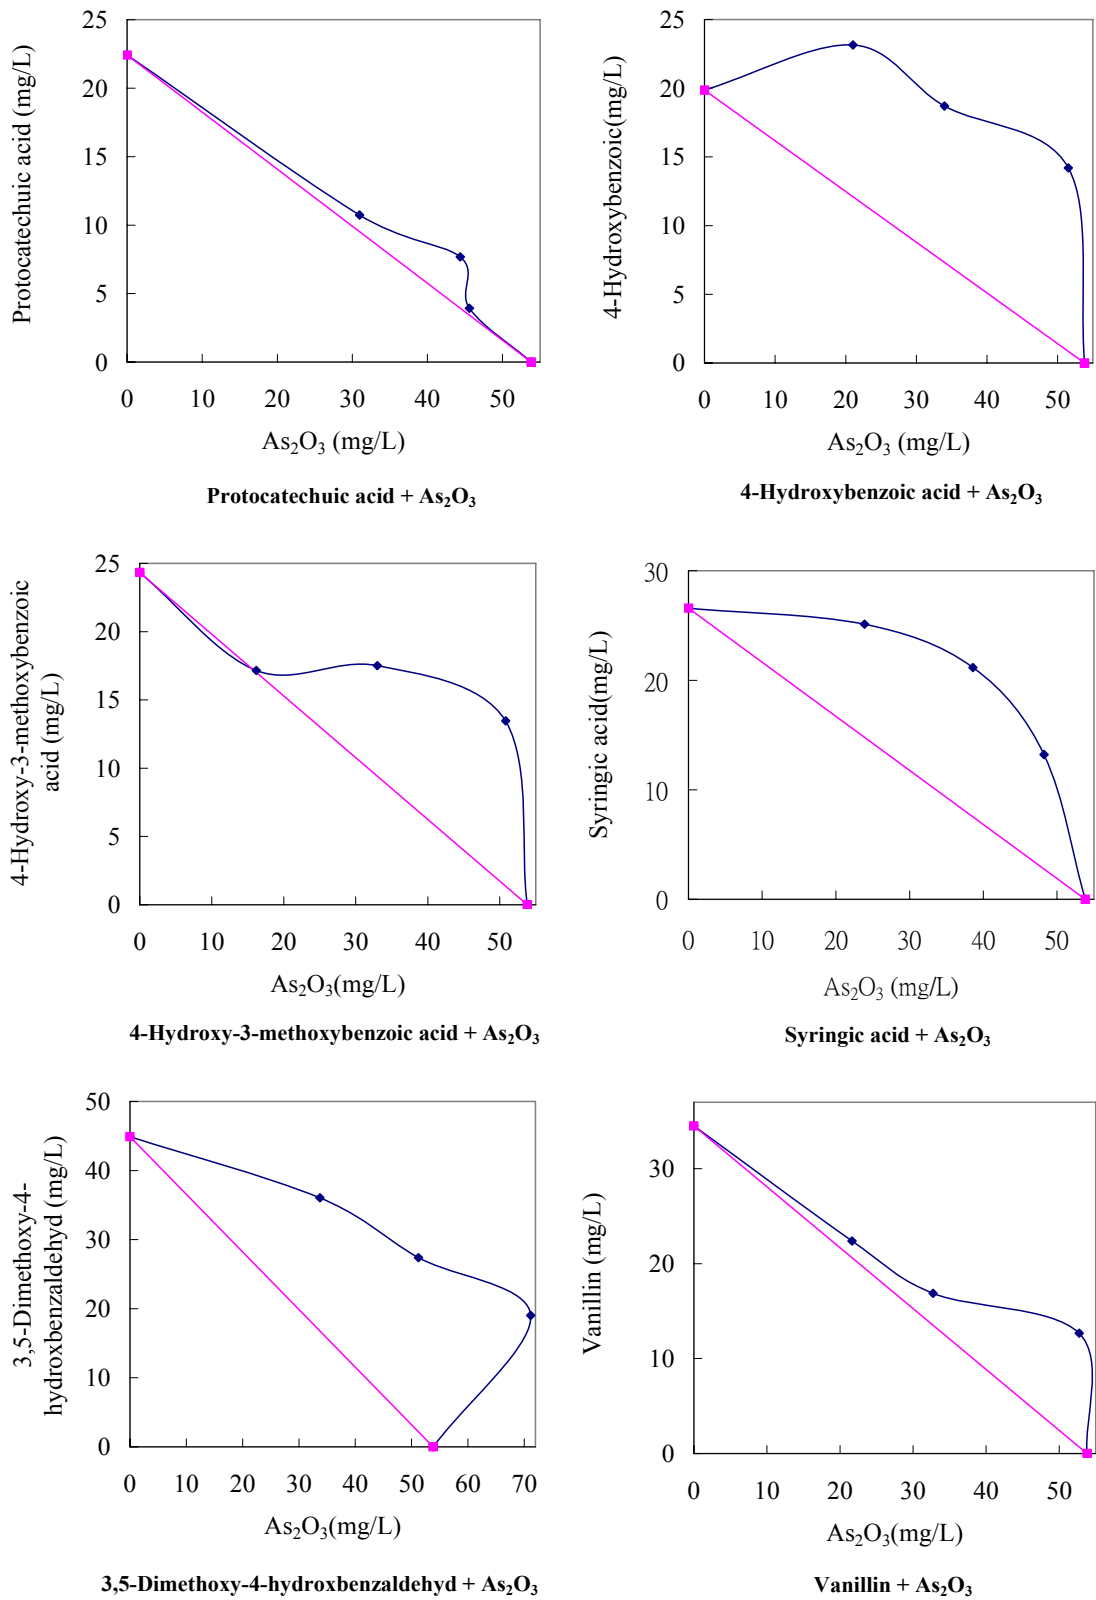 Protocatechuic acid (mg/L)
25
20
15
10
5
0
0 10 20 30 40 50
As₂O₃ (mg/L)
Protocatechuic acid + As₂O₃
4-Hydroxybenzoic(mg/L)
25
20
15
10
5
0
0 10 20 30 40 50
As₂O₃ (mg/L)
4-Hydroxybenzoic acid + As₂O₃
4-Hydroxy-3-methoxybenzoic
acid (mg/L)
25
20
15
10
5
0
0 10 20 30 40 50
As₂O₃(mg/L)
4-Hydroxy-3-methoxybenzoic acid + As₂O₃
Syringic acid(mg/L)
30
20
10
0
0 10 20 30 40 50
As₂O₃ (mg/L)
Syringic acid + As₂O₃
3,5-Dimethoxy-4-
hydroxbenzaldehyd (mg/L)
50
40
30
20
10
0
0 10 20 30 40 50 60 70
As₂O₃(mg/L)
3,5-Dimethoxy-4-hydroxbenzaldehyd + As₂O₃
Vanillin (mg/L)
30
20
10
0
0 10 20 30 40 50
As₂O₃(mg/L)
Vanillin + As₂O₃